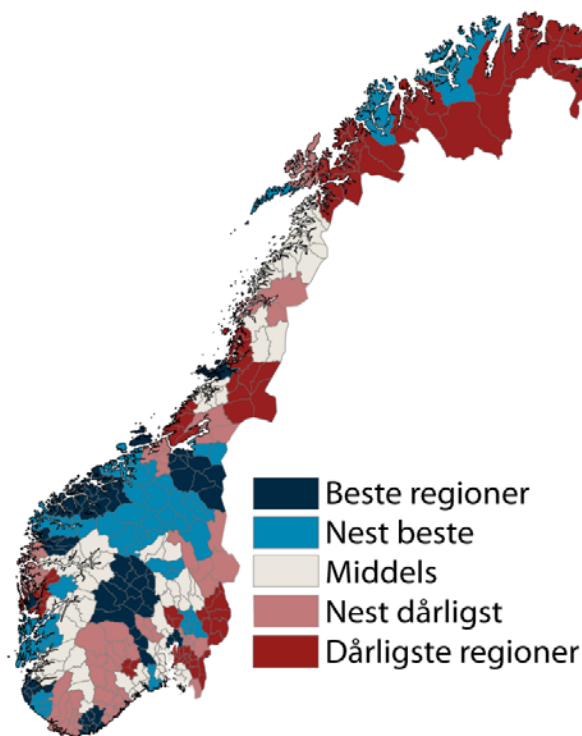 Beste regioner
Nest beste
Middels
Nest dårligst
Dårligste regioner